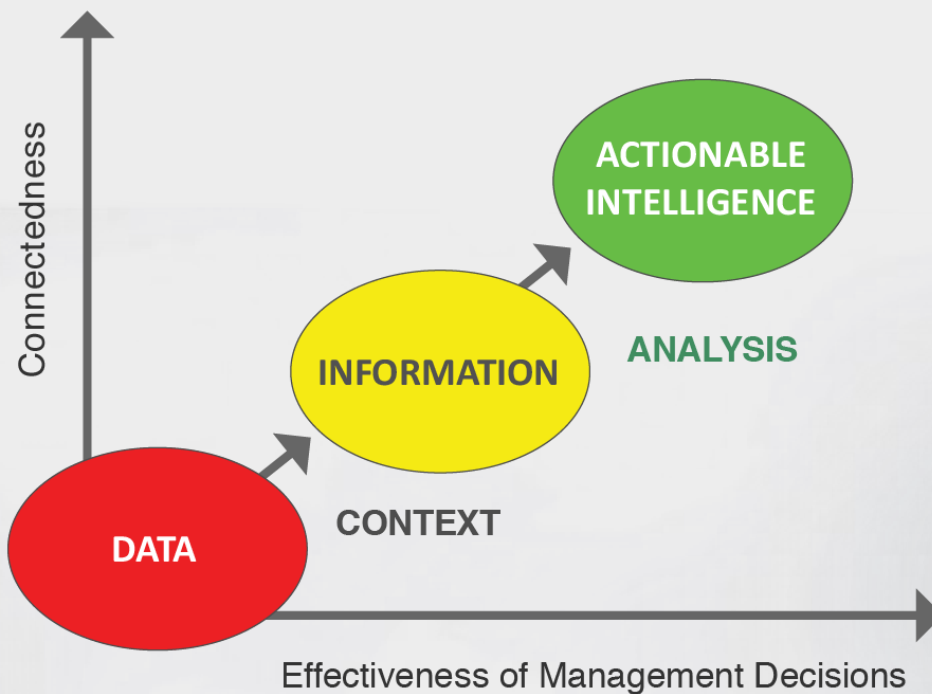 Connectedness
ACTIONABLE
INTELLIGENCE
ANALYSIS
INFORMATION
CONTEXT
DATA
Effectiveness of Management Decisions